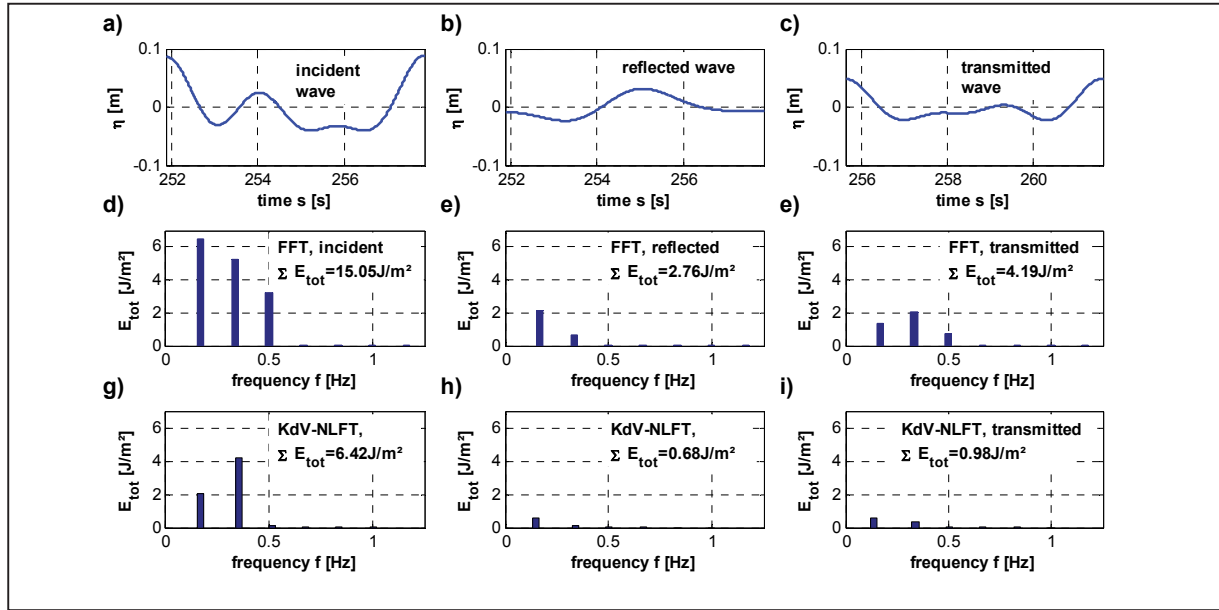 a)
0.1
0
-0.1
η [m]
incident
wave
252
254
256
time s [s]
b)
0.1
0
-0.1
η [m]
reflected wave
252
254
256
time s [s]
c)
0.1
0
-0.1
η [m]
transmitted
wave
256
258
260
time s [s]
d)
6
4
2
0
E_tot [J/m²]
FFT, incident
Σ E_tot=15.05J/m²
0
0.5
1
frequency f [Hz]
e)
6
4
2
0
E_tot [J/m²]
FFT, reflected
Σ E_tot=2.76J/m²
0
0.5
1
frequency f [Hz]
e)
6
4
2
0
E_tot [J/m²]
FFT, transmitted
Σ E_tot=4.19J/m²
0
0.5
1
frequency f [Hz]
g)
6
4
2
0
E_tot [J/m²]
KdV-NLFT,
Σ E_tot=6.42J/m²
0
0.5
1
frequency f [Hz]
h)
6
4
2
0
E_tot [J/m²]
KdV-NLFT,
Σ E_tot=0.68J/m²
0
0.5
1
frequency f [Hz]
i)
6
4
2
0
E_tot [J/m²]
KdV-NLFT, transmitted
Σ E_tot=0.98J/m²
0
0.5
1
frequency f [Hz]